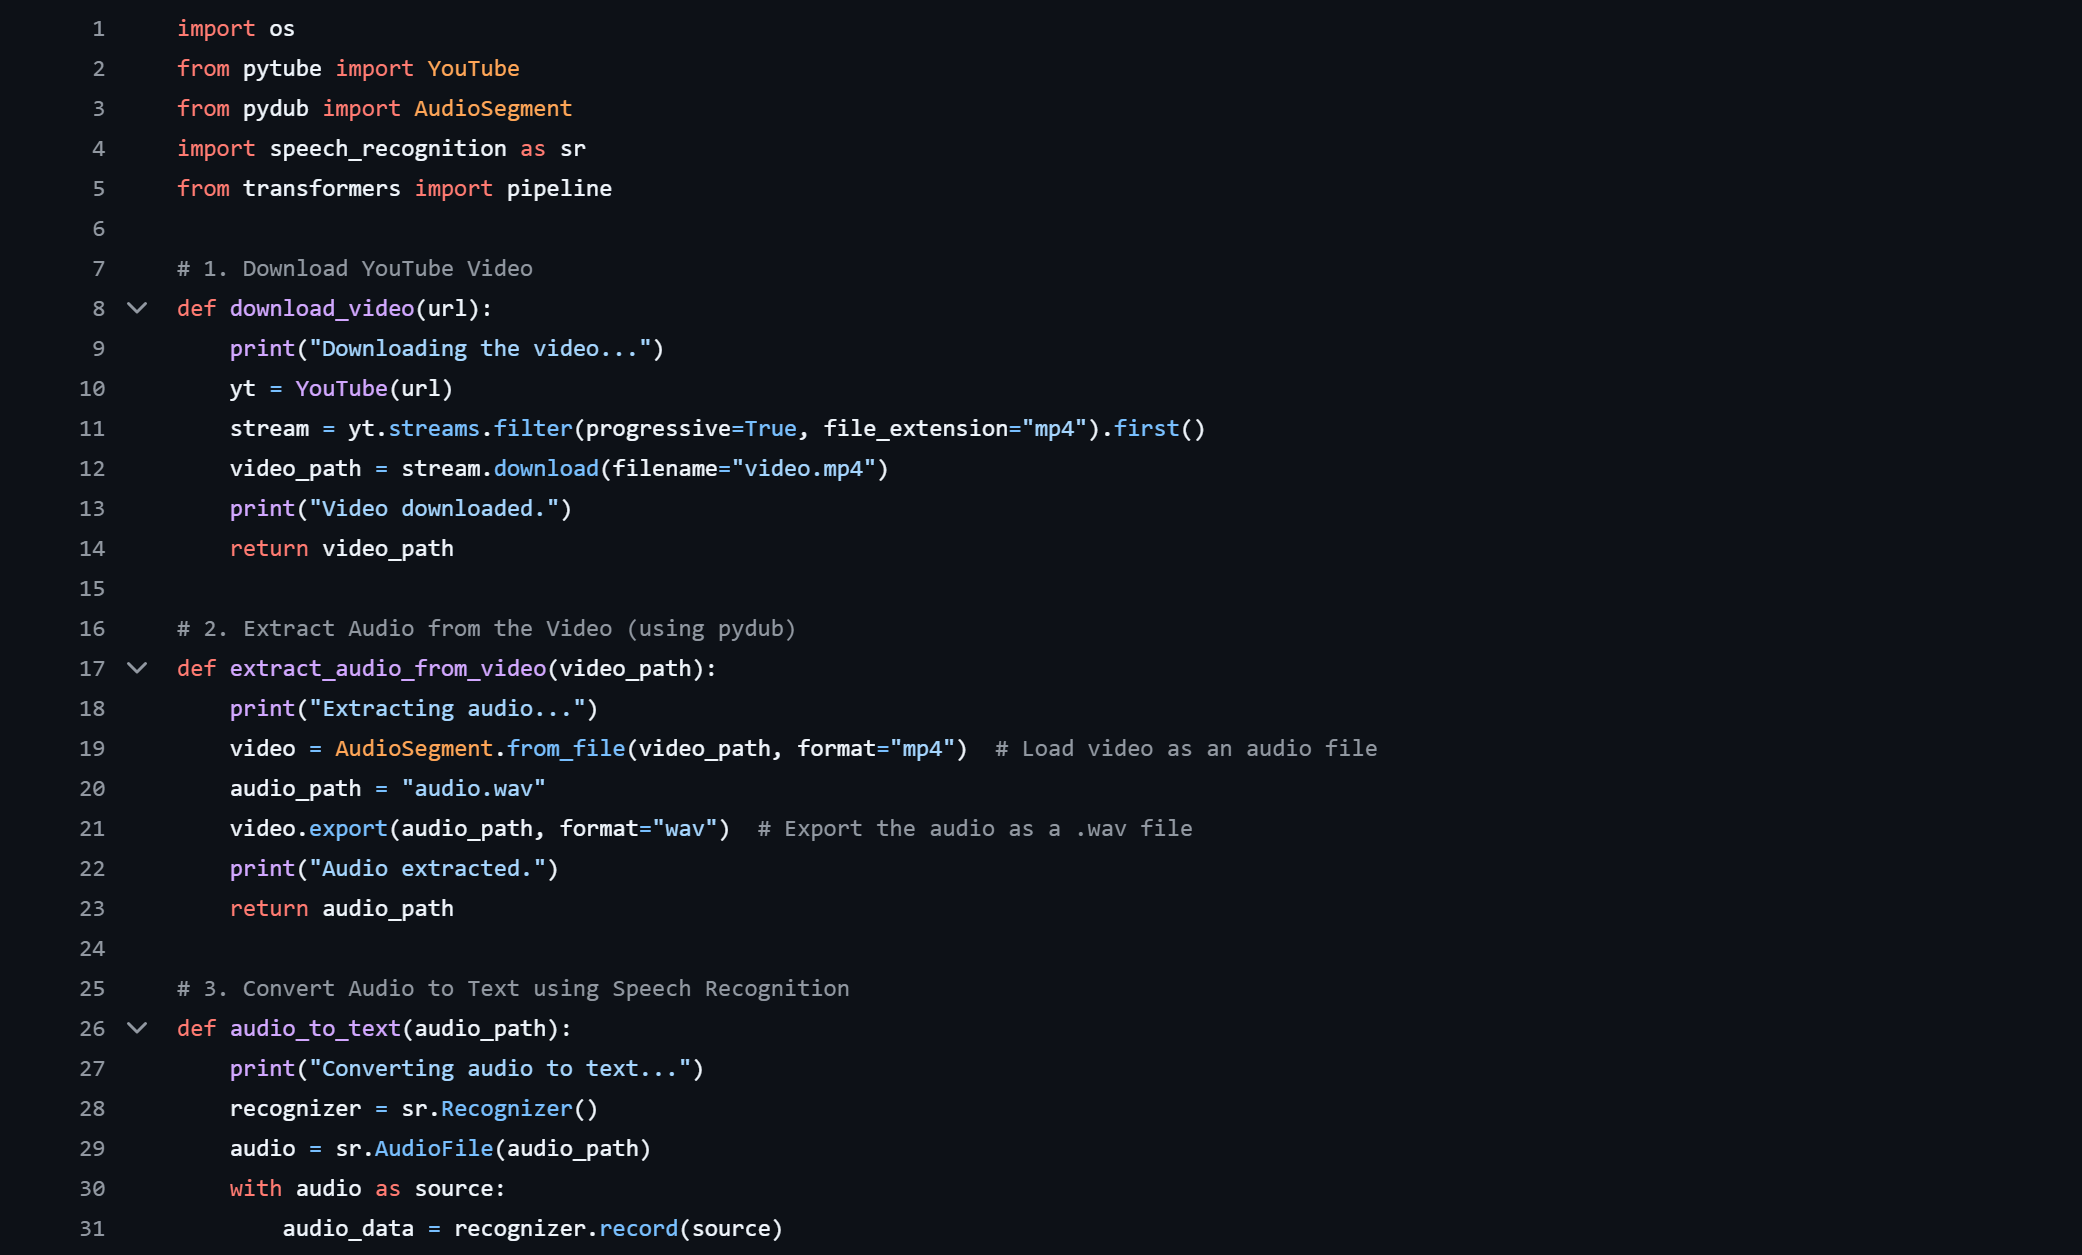 1 import os
2 from pytube import YouTube
3 from pydub import AudioSegment
4 import speech_recognition as sr
5 from transformers import pipeline
6
7 # 1. Download YouTube Video
8 def download_video(url):
9     print("Downloading the video...")
10     yt = YouTube(url)
11     stream = yt.streams.filter(progressive=True, file_extension="mp4").first()
12     video_path = stream.download(filename="video.mp4")
13     print("Video downloaded.")
14     return video_path
15
16 # 2. Extract Audio from the Video (using pydub)
17 def extract_audio_from_video(video_path):
18     print("Extracting audio...")
19     video = AudioSegment.from_file(video_path, format="mp4")  # Load video as an audio file
20     audio_path = "audio.wav"
21     video.export(audio_path, format="wav")  # Export the audio as a .wav file
22     print("Audio extracted.")
23     return audio_path
24
25 # 3. Convert Audio to Text using Speech Recognition
26 def audio_to_text(audio_path):
27     print("Converting audio to text...")
28     recognizer = sr.Recognizer()
29     audio = sr.AudioFile(audio_path)
30     with audio as source:
31         audio_data = recognizer.record(source)